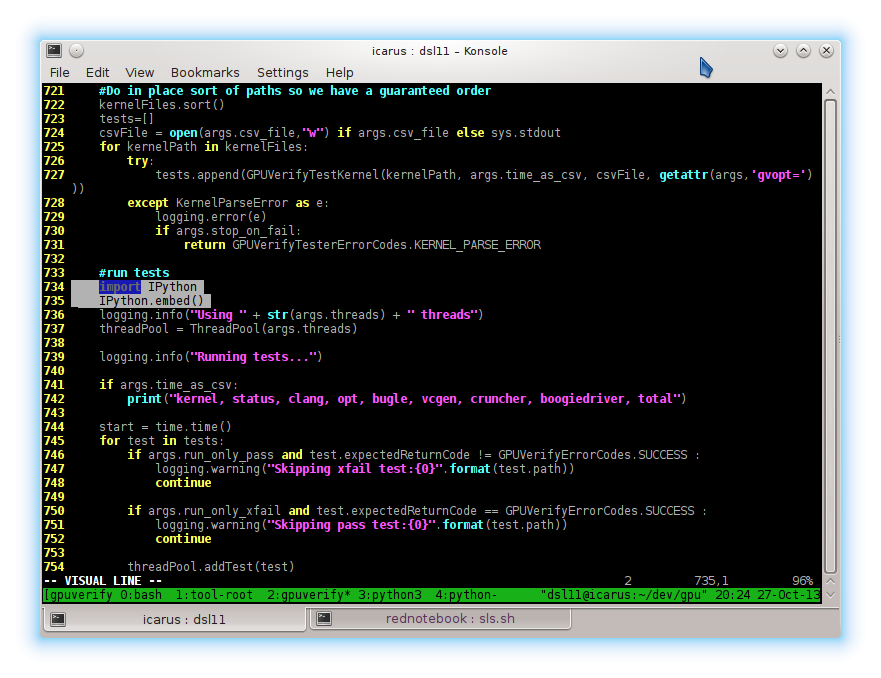 icarus : dsl11 – Konsole
File Edit View Bookmarks Settings Help
721     #Do in place sort of paths so we have a guaranteed order
722     kernelFiles.sort()
723     tests=[]
724     csvFile = open(args.csv_file,"w") if args.csv_file else sys.stdout
725     for kernelPath in kernelFiles:
726         try:
727             tests.append(GPUVerifyTestKernel(kernelPath, args.time_as_csv, csvFile, getattr(args,'gvopt=')
))
728         except KernelParseError as e:
729             logging.error(e)
730             if args.stop_on_fail:
731                 return GPUVerifyTesterErrorCodes.KERNEL_PARSE_ERROR
732
733     #run tests
734     import IPython
735     IPython.embed()
736     logging.info("Using " + str(args.threads) + " threads")
737     threadPool = ThreadPool(args.threads)
738
739     logging.info("Running tests...")
740
741     if args.time_as_csv:
742         print("kernel, status, clang, opt, bugle, vcgen, cruncher, boogiedriver, total")
743
744     start = time.time()
745     for test in tests:
746         if args.run_only_pass and test.expectedReturnCode != GPUVerifyErrorCodes.SUCCESS :
747             logging.warning("Skipping xfail test:{0}".format(test.path))
748             continue
749
750         if args.run_only_xfail and test.expectedReturnCode == GPUVerifyErrorCodes.SUCCESS :
751             logging.warning("Skipping pass test:{0}".format(test.path))
752             continue
753
754         threadPool.addTest(test)
-- VISUAL LINE -- 2 735,1 96%
[gpuverify 0:bash  1:tool-root  2:gpuverify* 3:python3  4:python- "dsl11@icarus:~/dev/gpu" 20:24 27-Oct-13
icarus : dsl11 rednotebook : sls.sh